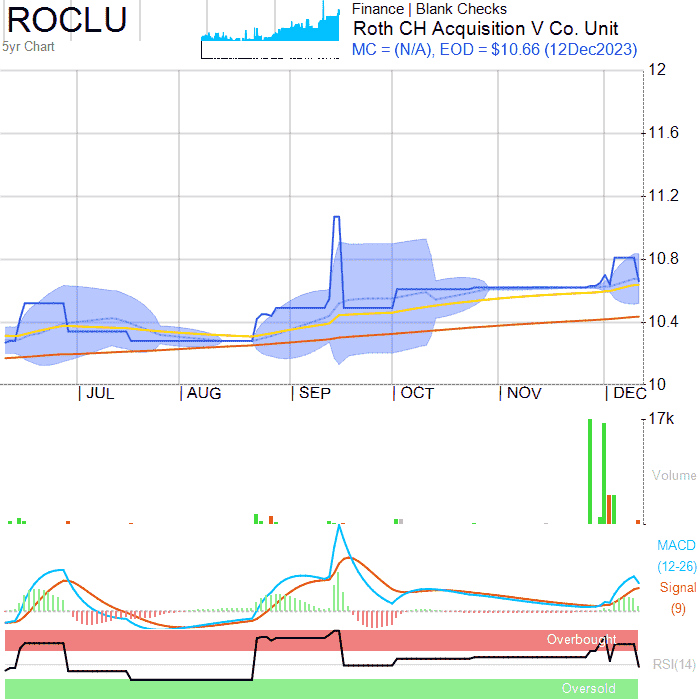 ROCLU
5yr Chart
Finance | Blank Checks
Roth CH Acquisition V Co. Unit
MC = (N/A), EOD = $10.66 (12Dec2023)
12
11.6
11.2
10.8
10.4
10
| JUL | AUG | SEP | OCT | NOV | DEC
17k
Volume
MACD
(12-26)
Signal
(9)
Overbought
RSI(14)
Oversold